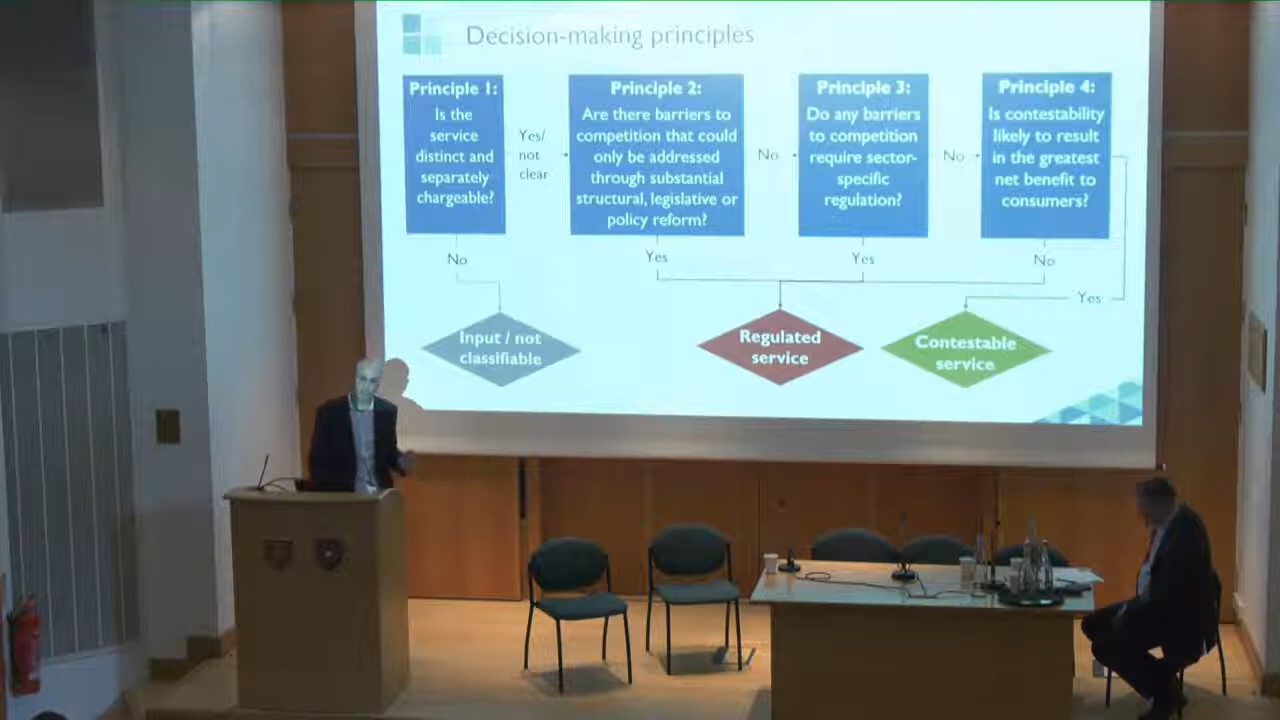 Decision-making principles
Principle 1:
Is the
service
distinct and
separately
chargeable?
Yes/
not
clear
Principle 2:
Are there barriers to
competition that could
only be addressed
through substantial
structural, legislative or
policy reform?
No
Principle 3:
Do any barriers
to competition
require sector-
specific
regulation?
No
Principle 4:
Is contestability
likely to result
in the greatest
net benefit to
consumers?
No
Yes
Yes
No
Yes
Input / not
classifiable
Regulated
service
Contestable
service